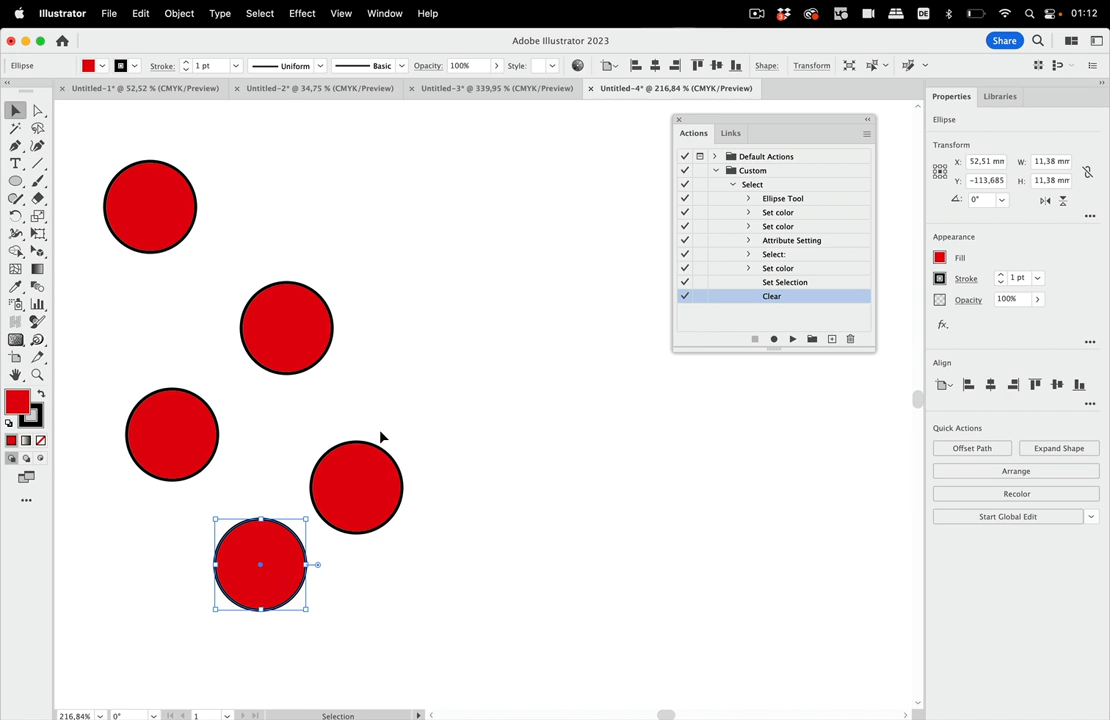 Illustrator File Edit Object Type Select Effect View Window Help DE 01:12
Share Adobe Illustrator 2023
Ellipse Stroke: 1 pt Uniform Basic Opacity: 100% Style: Shape: Transform
Untitled-1* @ 52,52 % (CMYK/Preview) Untitled-2* @ 34,75 % (CMYK/Preview) Untitled-3* @ 339,95 % (CMYK/Preview) Untitled-4* @ 216,84 % (CMYK/Preview)
Properties Libraries
Ellipse
Transform
X: 52,51 mm W: 11,38 mm
Y: −113,685 H: 11,38 mm
0°
Appearance
Fill
Stroke 1 pt
Opacity 100%
fx.
Align
Quick Actions
Offset Path Expand Shape
Arrange
Recolor
Start Global Edit
Actions Links
Default Actions
Custom
Select
Ellipse Tool
Set color
Set color
Attribute Setting
Select:
Set color
Set Selection
Clear
216,84% 0° 1 Selection